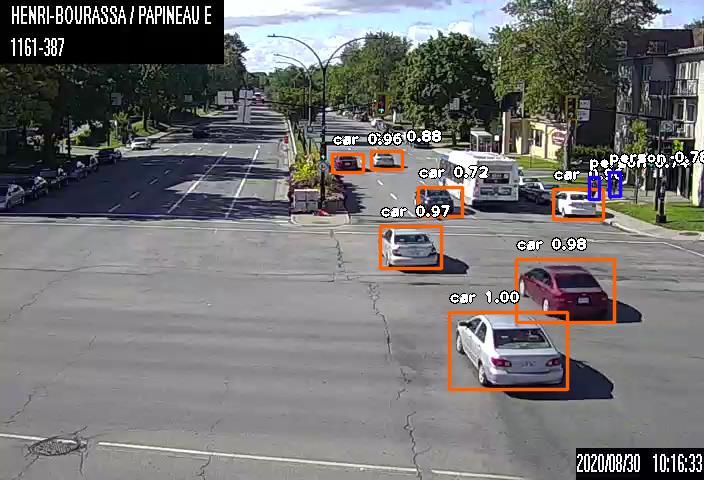 HENRI-BOURASSA / PAPINEAU E
1161-387
car 0.96
0.88
car 0.72
car
person 0.78
car 0.97
car 0.98
car 1.00
2020/08/30 10:16:33